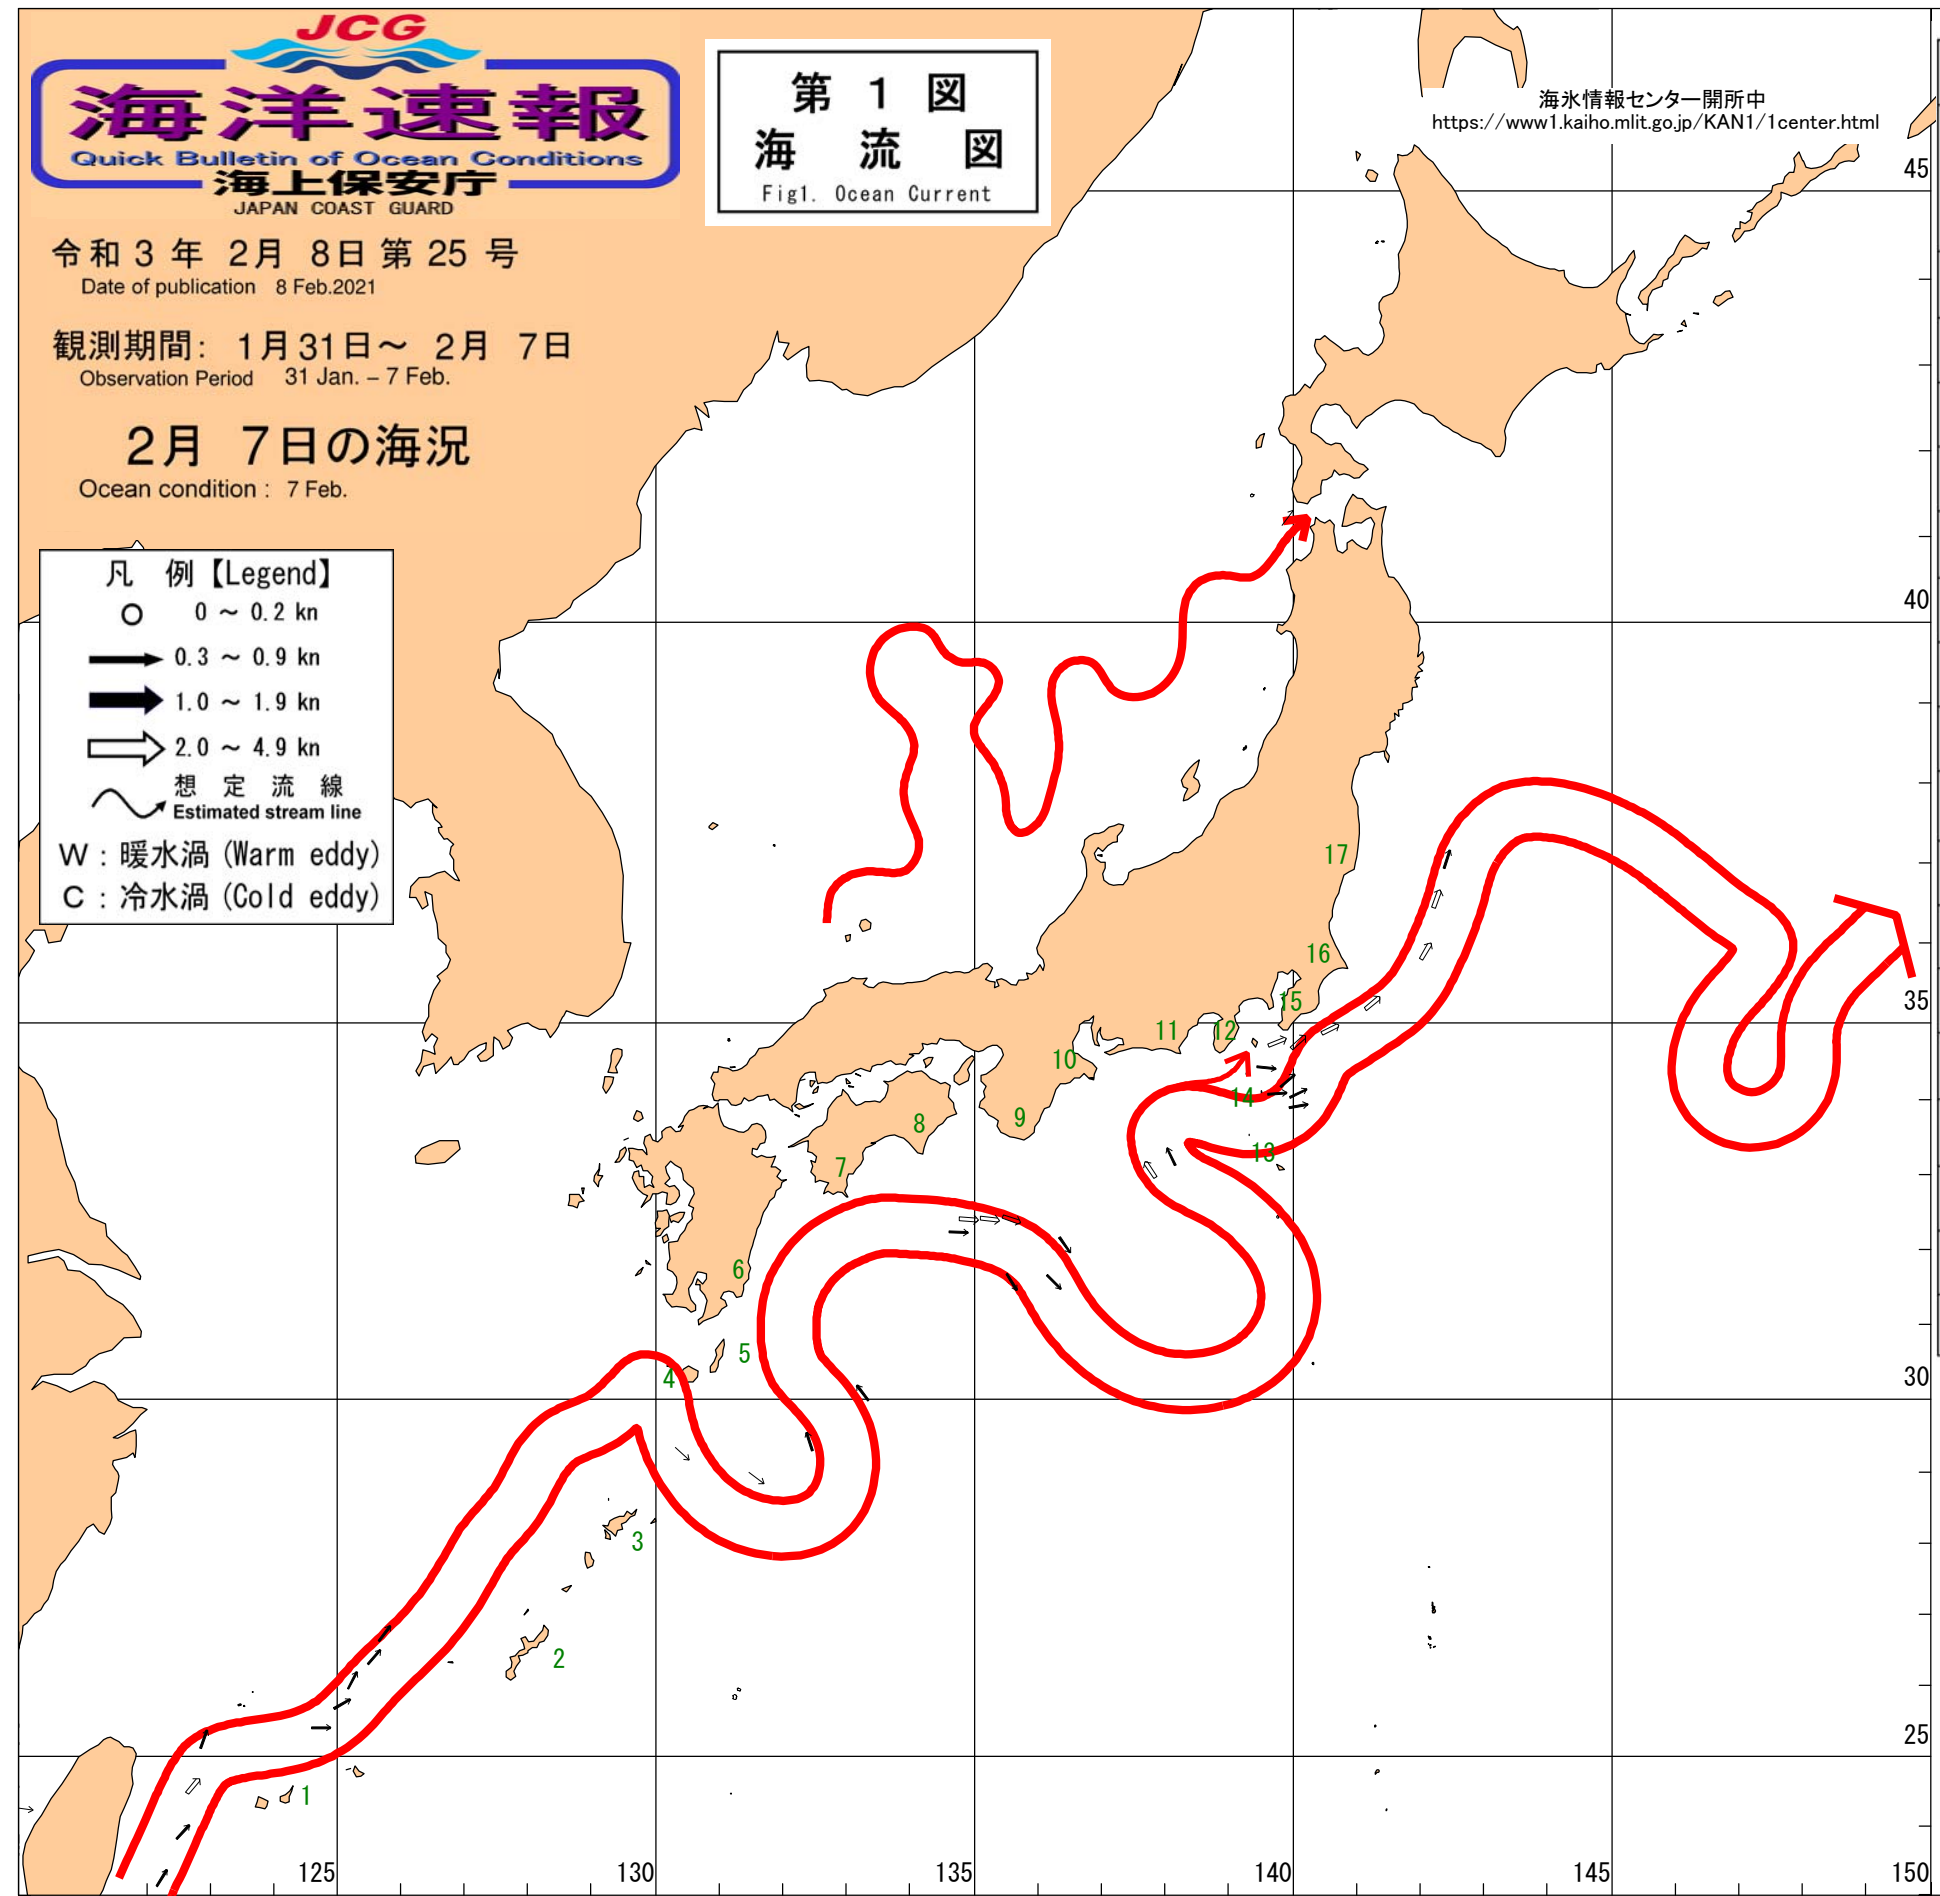 JCG
海洋速報
Quick Bulletin of Ocean Conditions
海上保安庁
JAPAN COAST GUARD
第 1 図
海 流 図
Fig1. Ocean Current
海氷情報センター開所中
https://www1.kaiho.mlit.go.jp/KAN1/1center.html
令和 3 年 2月 8日 第 25 号
Date of publication 8 Feb.2021
観測期間: 1月31日～ 2月 7日
Observation Period 31 Jan. – 7 Feb.
2月 7日の海況
Ocean condition : 7 Feb.
凡 例【Legend】
0 ～ 0.2 kn
0.3 ～ 0.9 kn
1.0 ～ 1.9 kn
2.0 ～ 4.9 kn
想 定 流 線
Estimated stream line
W : 暖水渦 (Warm eddy)
C : 冷水渦 (Cold eddy)
45
40
35
30
25
17
16
15
14
13
12
11
10
9
8
7
6
5
4
3
2
1
125
130
135
140
145
150